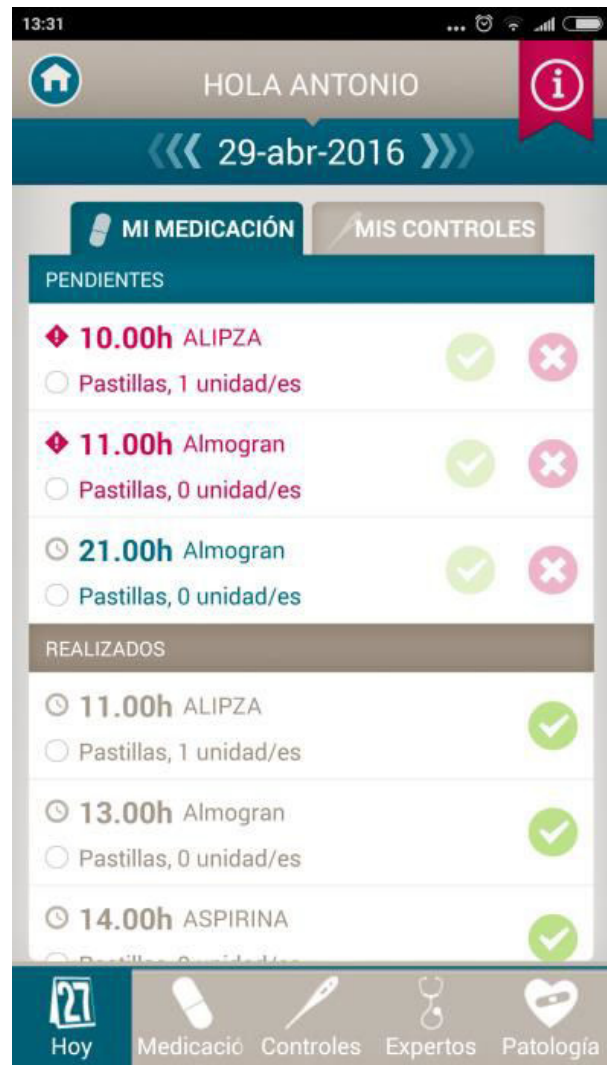 13:31
HOLA ANTONIO
29-abr-2016
MI MEDICACIÓN
MIS CONTROLES
PENDIENTES
10.00h ALIPZA
Pastillas, 1 unidad/es
11.00h Almogran
Pastillas, 0 unidad/es
21.00h Almogran
Pastillas, 0 unidad/es
REALIZADOS
11.00h ALIPZA
Pastillas, 1 unidad/es
13.00h Almogran
Pastillas, 0 unidad/es
14.00h ASPIRINA
27
Hoy
Medicació
Controles
Expertos
Patología